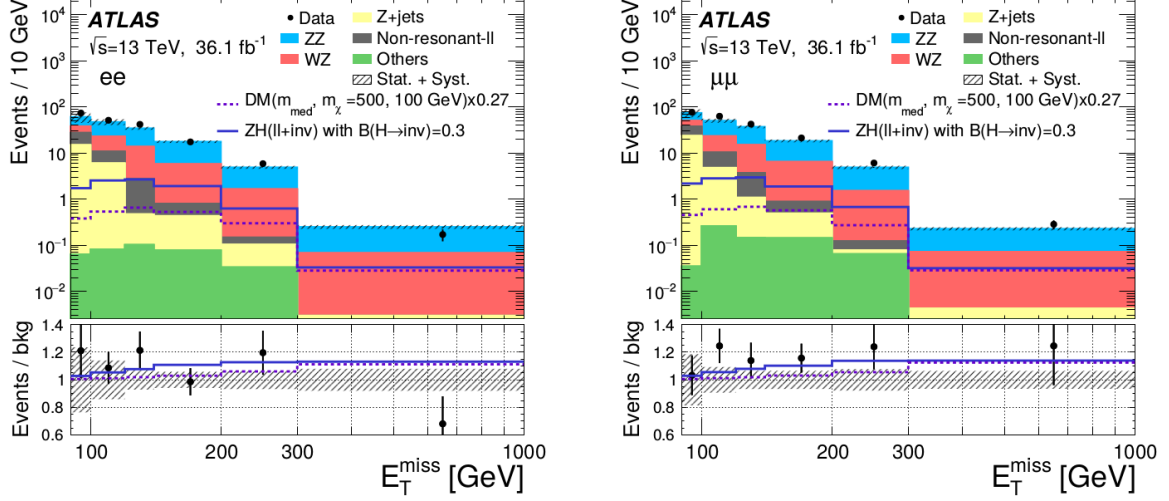 Events / 10 GeV
10⁴
10³
10²
10
1
10⁻¹
10⁻²
ATLAS
√s=13 TeV, 36.1 fb⁻¹
ee
Data
ZZ
WZ
Z+jets
Non-resonant-ll
Others
Stat. + Syst.
DM(m_med, m_χ =500, 100 GeV)x0.27
ZH(ll+inv) with B(H→inv)=0.3
Events / bkg
1.4
1.2
1
0.8
0.6
100
200
300
1000
E_T^miss [GeV]
Events / 10 GeV
10⁴
10³
10²
10
1
10⁻¹
10⁻²
ATLAS
√s=13 TeV, 36.1 fb⁻¹
μμ
Data
ZZ
WZ
Z+jets
Non-resonant-ll
Others
Stat. + Syst.
DM(m_med, m_χ =500, 100 GeV)x0.27
ZH(ll+inv) with B(H→inv)=0.3
Events / bkg
1.4
1.2
1
0.8
0.6
100
200
300
1000
E_T^miss [GeV]